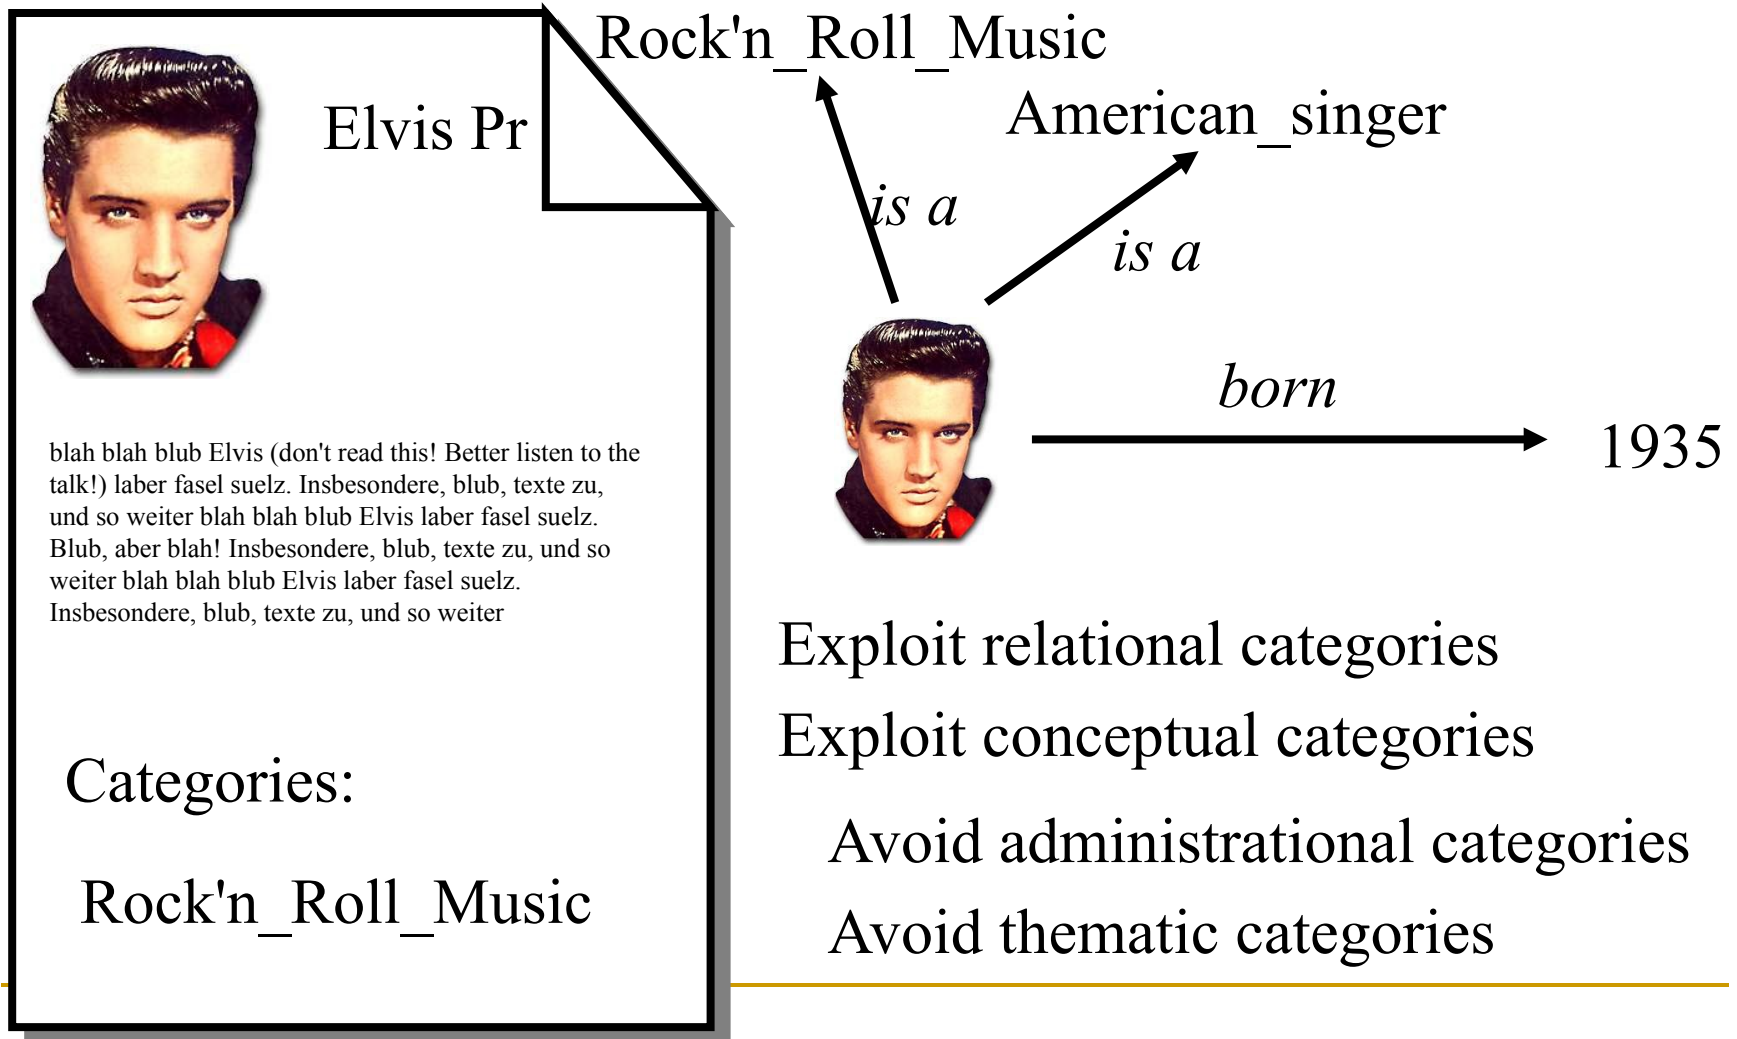 Elvis Pr
blah blah blub Elvis (don't read this! Better listen to the
talk!) laber fasel suelz. Insbesondere, blub, texte zu,
und so weiter blah blah blub Elvis laber fasel suelz.
Blub, aber blah! Insbesondere, blub, texte zu, und so
weiter blah blah blub Elvis laber fasel suelz.
Insbesondere, blub, texte zu, und so weiter
Categories:
Rock'n_Roll_Music
Rock'n_Roll_Music
American_singer
is a
is a
born
1935
Exploit relational categories
Exploit conceptual categories
Avoid administrational categories
Avoid thematic categories